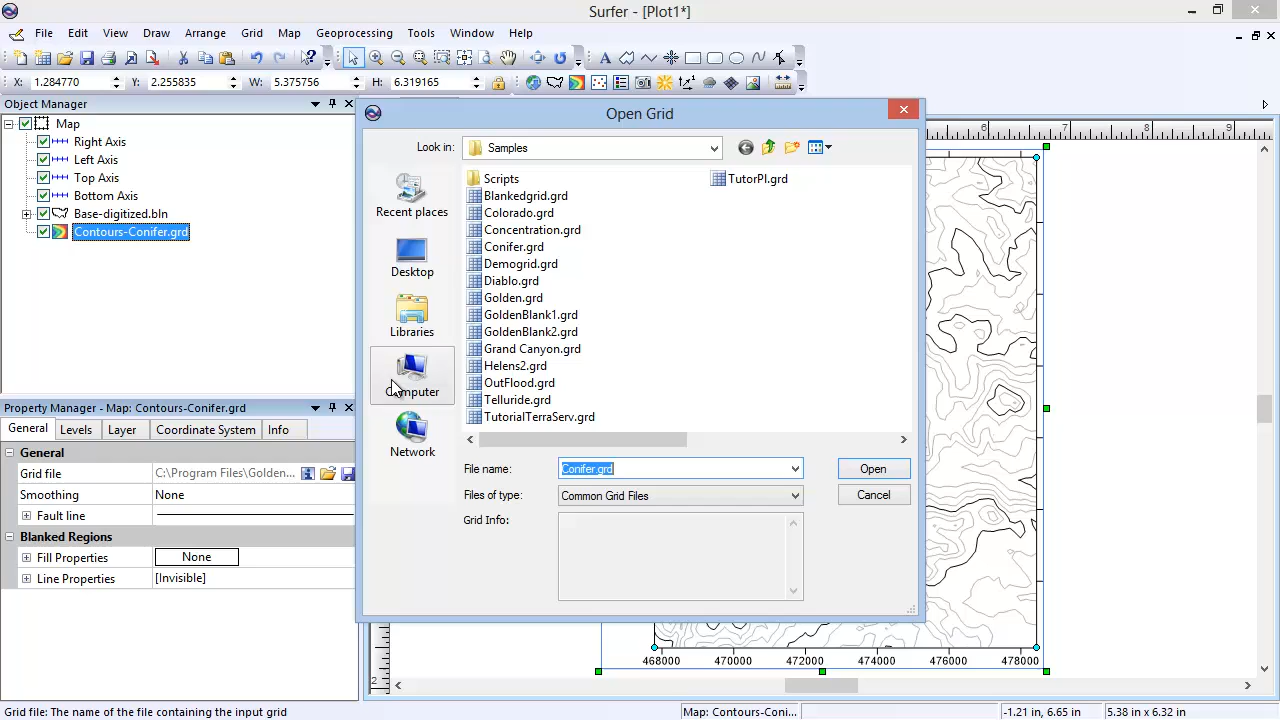 Surfer - [Plot1*]
File Edit View Draw Arrange Grid Map Geoprocessing Tools Window Help
X: 1.284770 Y: 2.255835 W: 5.375756 H: 6.319165
Object Manager
Map
Right Axis
Left Axis
Top Axis
Bottom Axis
Base-digitized.bln
Contours-Conifer.grd
Property Manager - Map: Contours-Conifer.grd
General Levels Layer Coordinate System Info
General
Grid file C:\Program Files\Golden...
Smoothing None
Fault line
Blanked Regions
Fill Properties None
Line Properties [Invisible]
Open Grid
Look in: Samples
Recent places
Desktop
Libraries
Computer
Network
Scripts
Blankedgrid.grd
Colorado.grd
Concentration.grd
Conifer.grd
Demogrid.grd
Diablo.grd
Golden.grd
GoldenBlank1.grd
GoldenBlank2.grd
Grand Canyon.grd
Helens2.grd
OutFlood.grd
Telluride.grd
TutorialTerraServ.grd
TutorPl.grd
File name: Conifer.grd Open
Files of type: Common Grid Files Cancel
Grid Info:
6 7 8 9
468000 470000 472000 474000 476000 478000
2
Grid file: The name of the file containing the input grid
Map: Contours-Coni...
-1.21 in, 6.65 in
5.38 in x 6.32 in